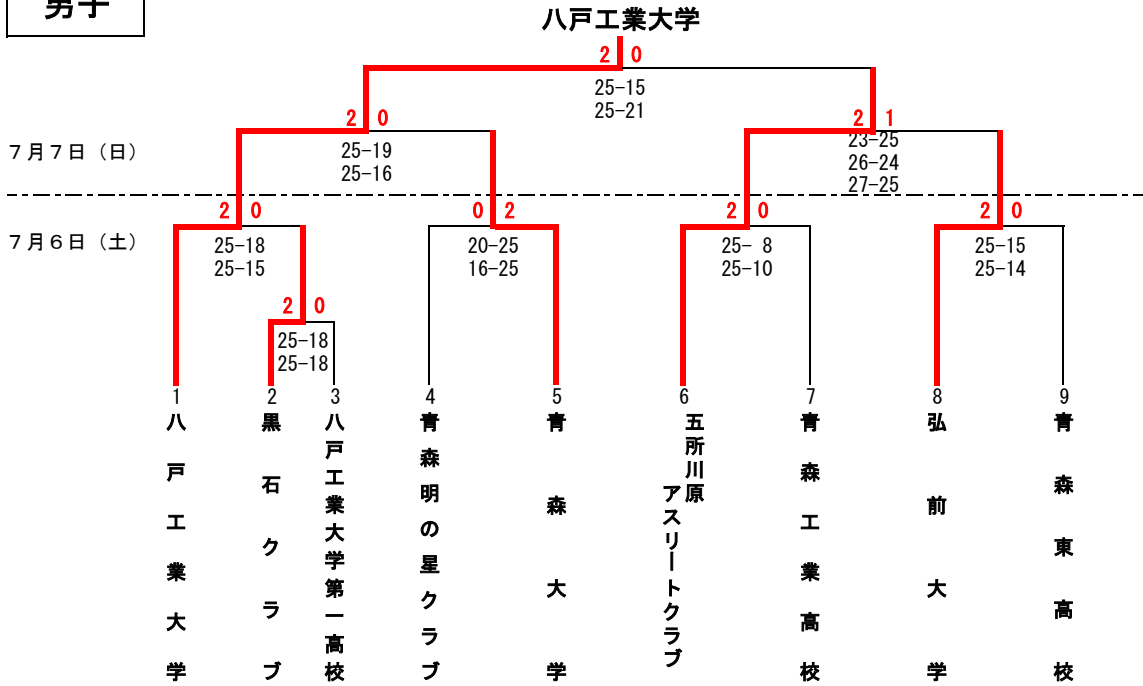 男子
八戸工業大学
2 0
25-15
25-21
2 0
2 1
７月７日（日）
25-19
25-16
23-25
26-24
27-25
2 0
0 2
2 0
2 0
７月６日（土）
25-18
25-15
20-25
16-25
25- 8
25-10
25-15
25-14
2 0
25-18
25-18
1
2
3
4
5
6
7
8
9
八戸工業大学
黒石クラブ
八戸工業大学第一高校
青森明の星クラブ
青森大学
五所川原
アスリートクラブ
青森工業高校
弘前大学
青森東高校